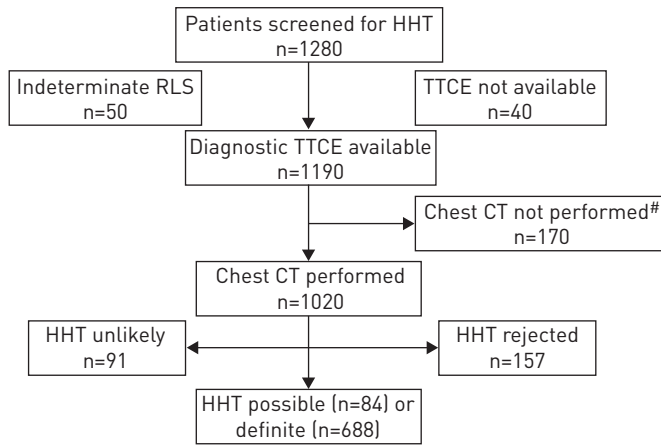 Patients screened for HHT
n=1280
Indeterminate RLS
n=50
TTCE not available
n=40
Diagnostic TTCE available
n=1190
Chest CT not performed#
n=170
Chest CT performed
n=1020
HHT unlikely
n=91
HHT rejected
n=157
HHT possible (n=84) or
definite (n=688)